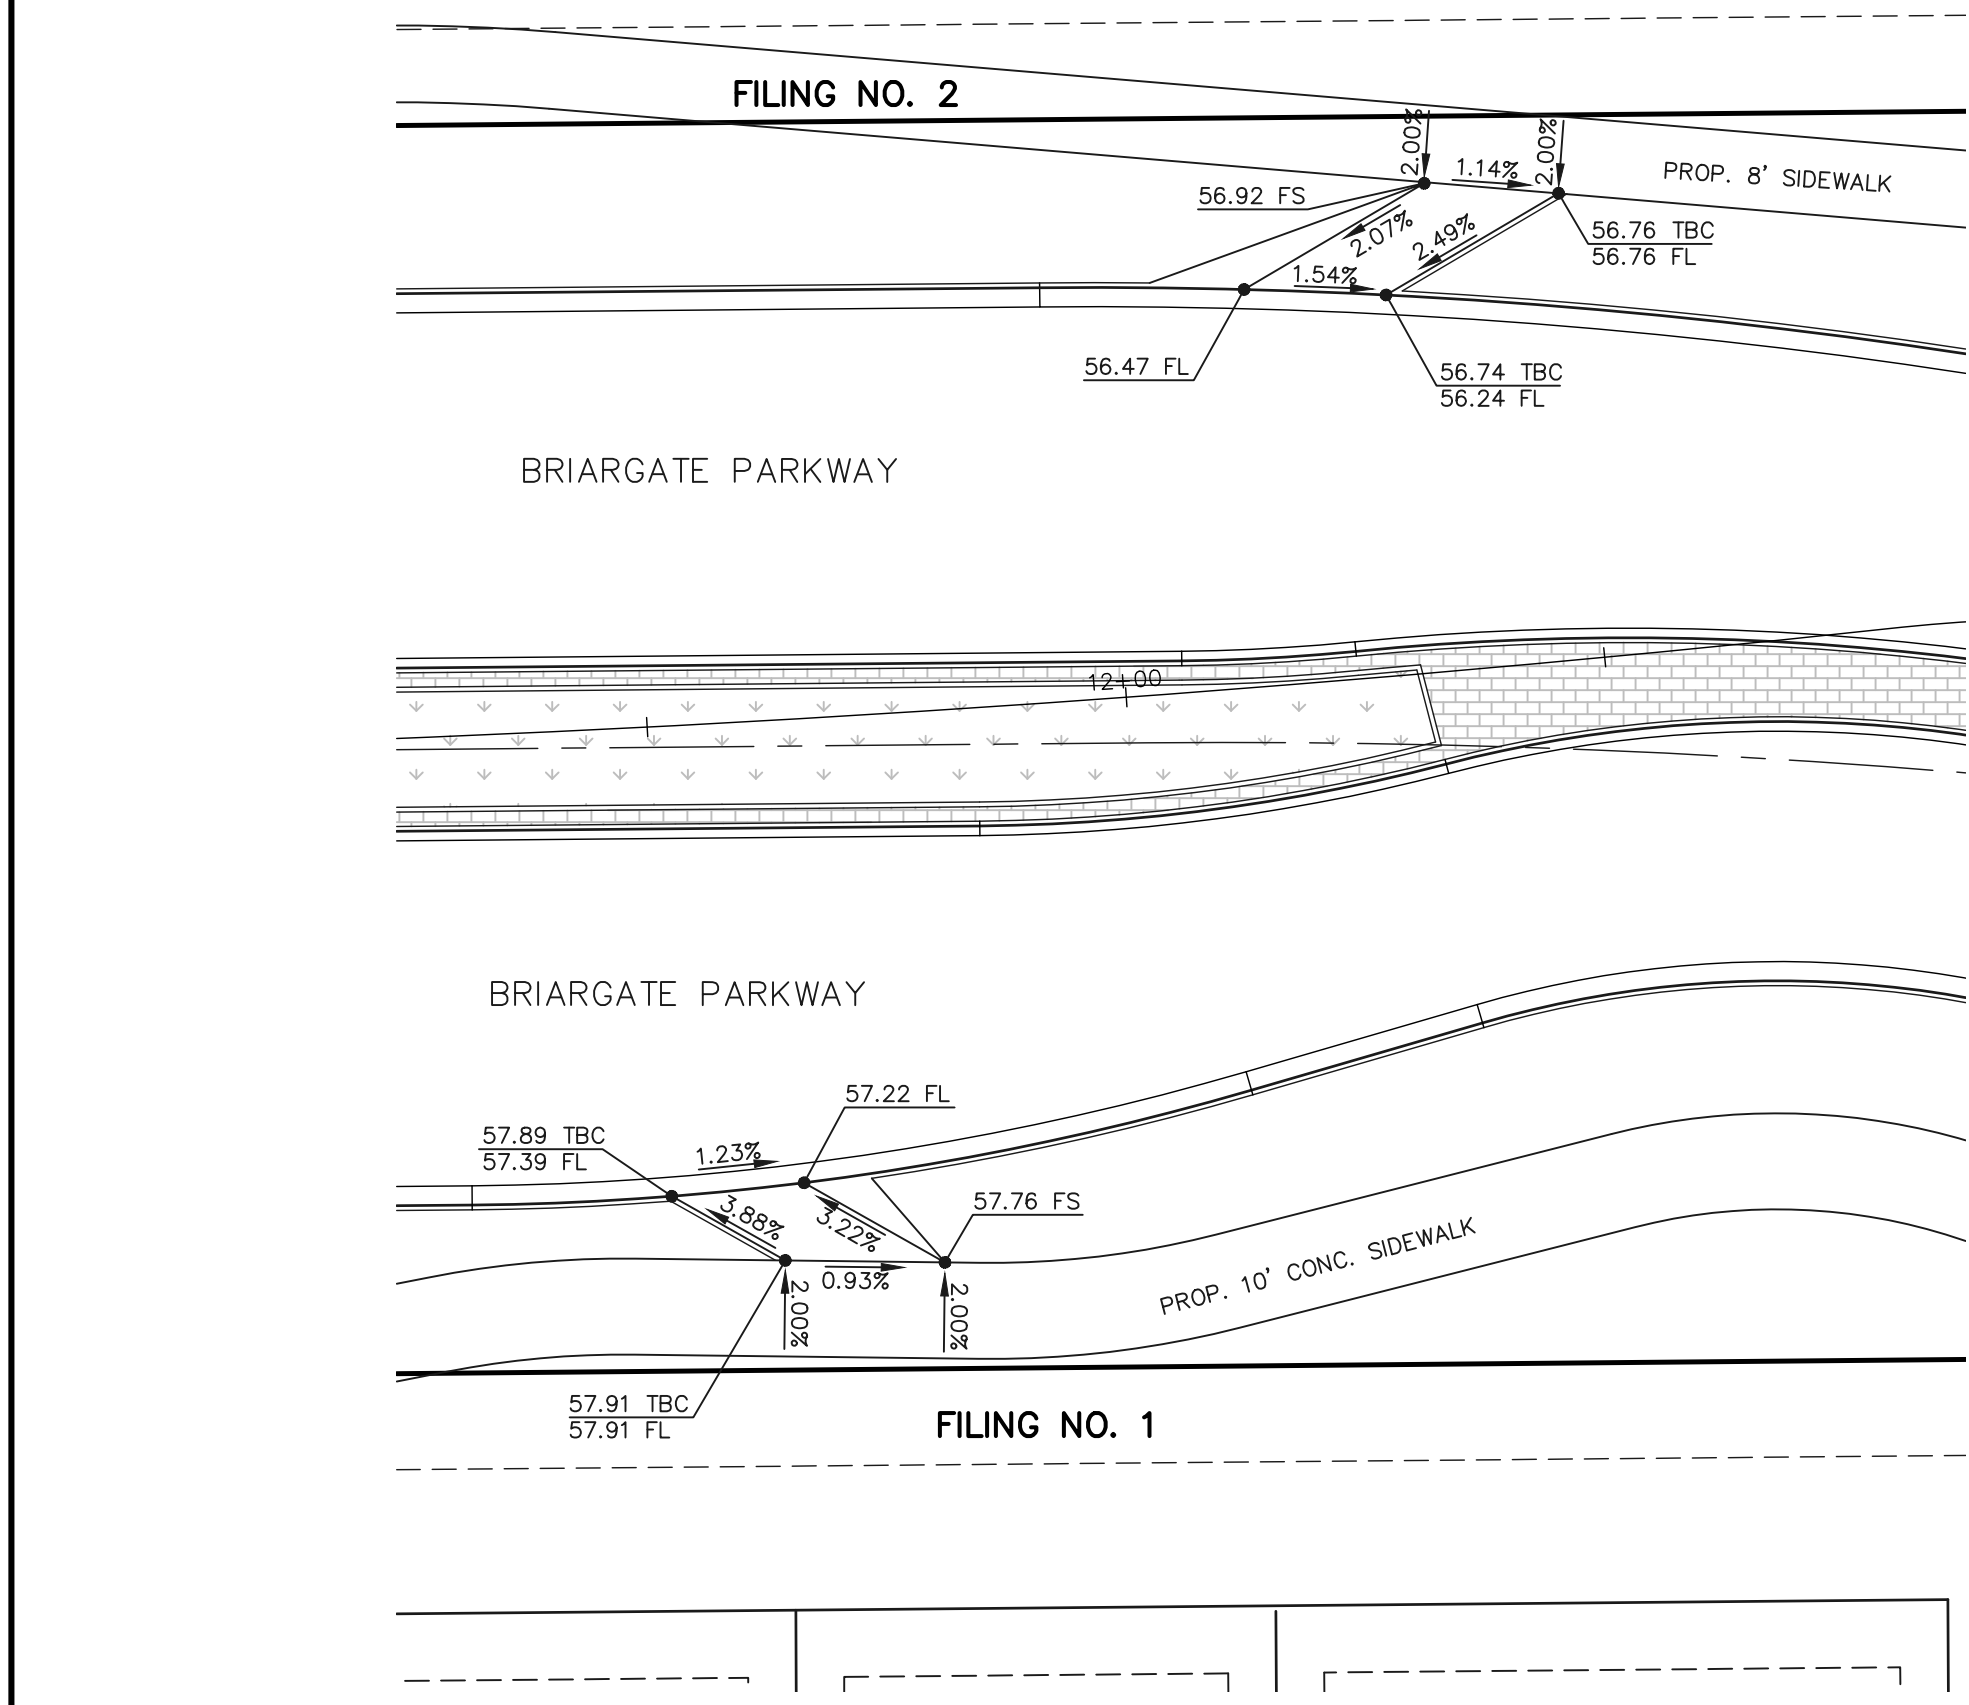 FILING NO. 2
2.00%
2.00%
1.14%
PROP. 8' SIDEWALK
56.92 FS
2.07%
2.49%
56.76 TBC
56.76 FL
1.54%
56.47 FL
56.74 TBC
56.24 FL
BRIARGATE PARKWAY
12+00
BRIARGATE PARKWAY
57.22 FL
57.89 TBC
57.39 FL
1.23%
3.88%
3.22%
57.76 FS
0.93%
2.00%
2.00%
PROP. 10' CONC. SIDEWALK
57.91 TBC
57.91 FL
FILING NO. 1